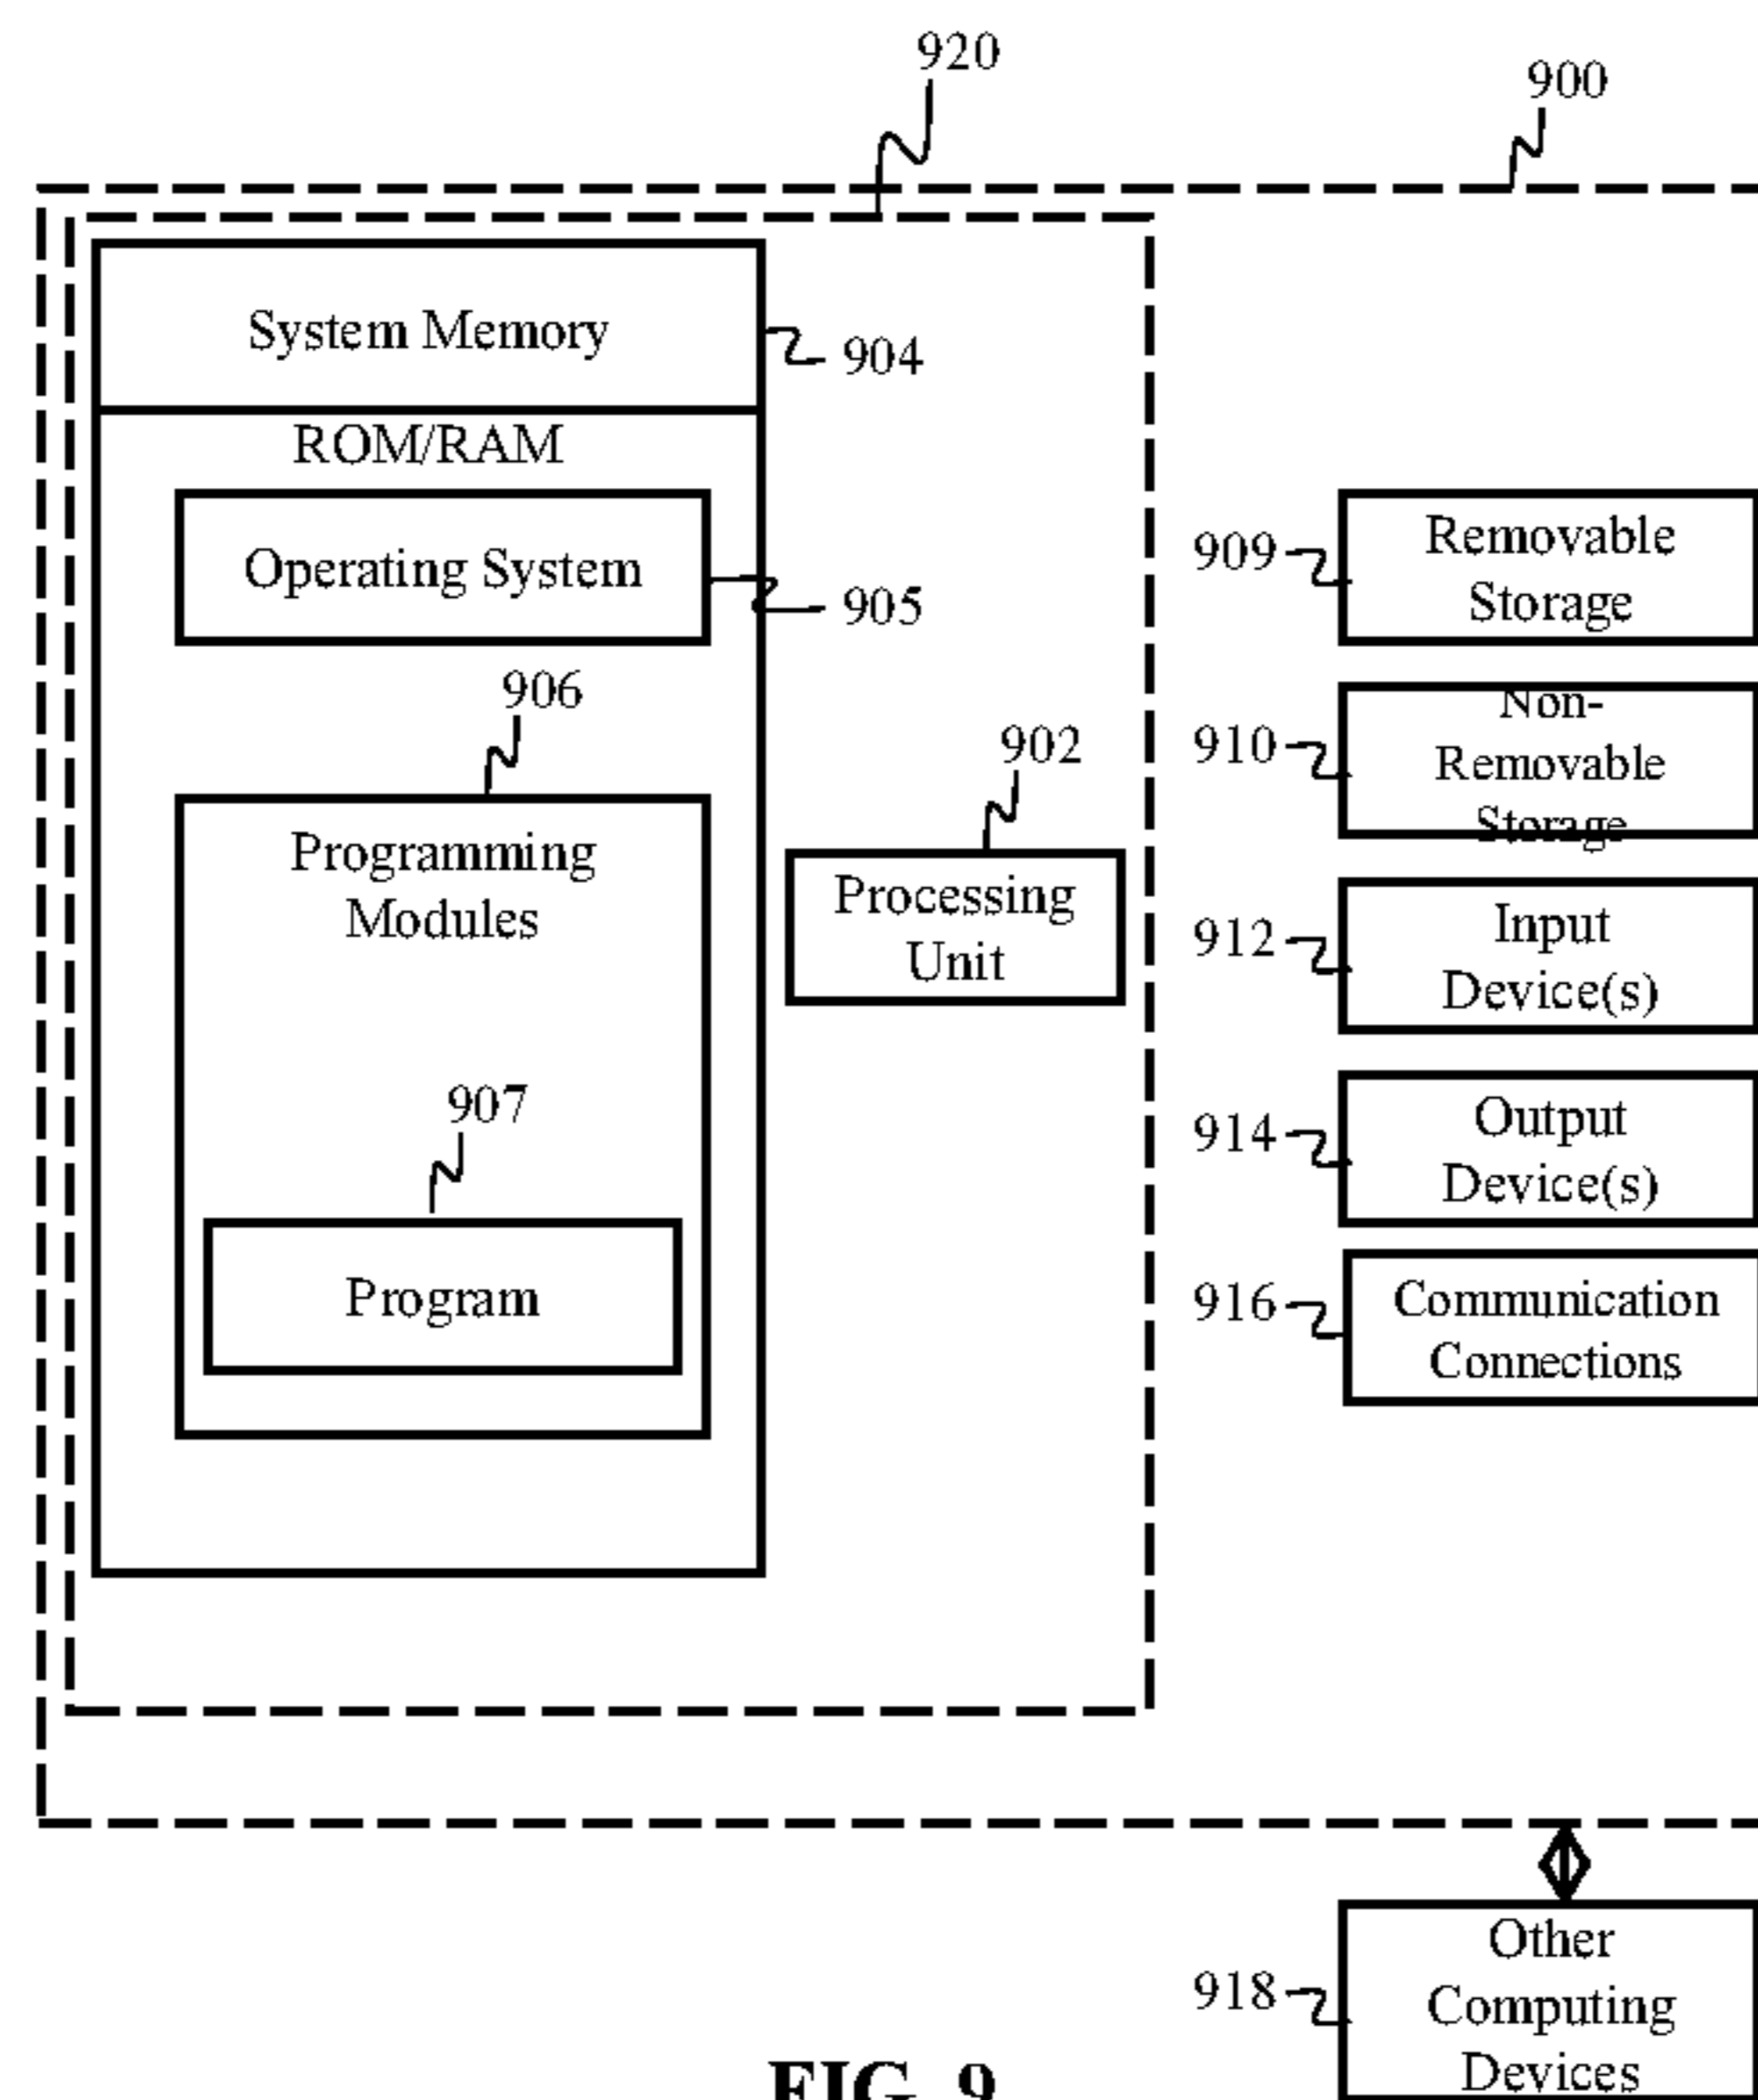 920
900
System Memory
904
ROM/RAM
Operating System
905
909
Removable
Storage
906
910
Non-
Removable
Storage
902
Programming
Modules
Processing
Unit
912
Input
Device(s)
907
914
Output
Device(s)
Program
916
Communication
Connections
918
Other
Computing
Devices
FIG. 9